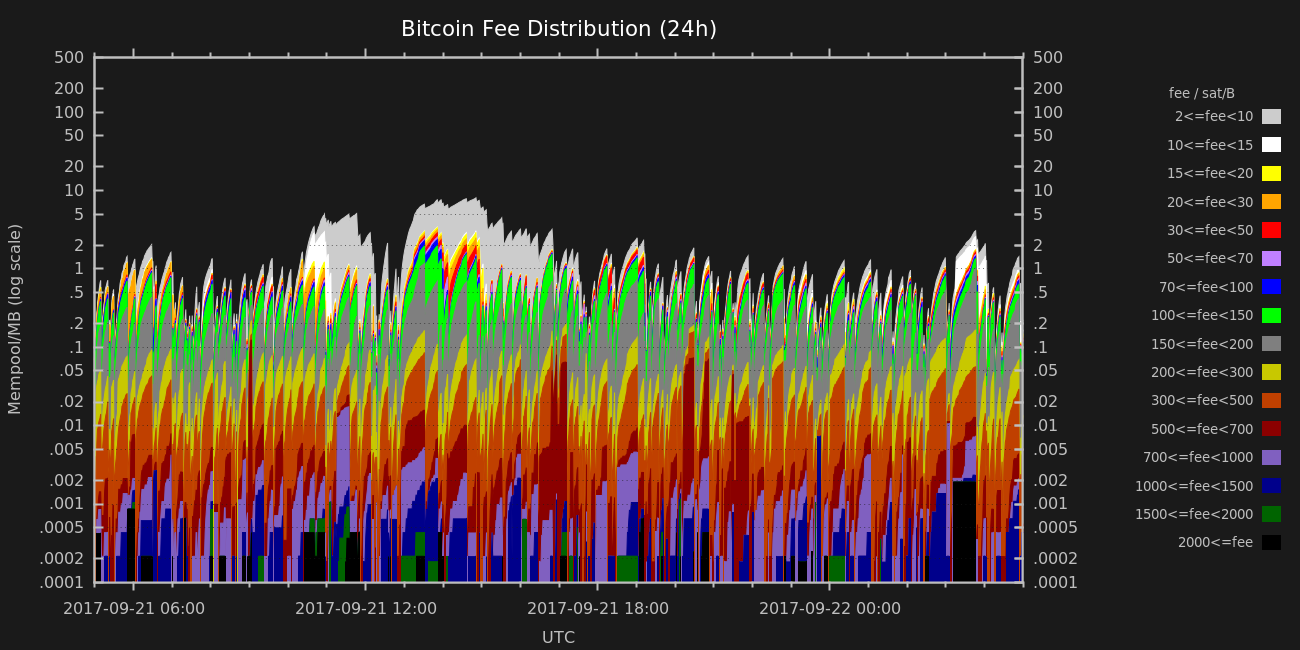 Bitcoin Fee Distribution (24h)
500
200
100
50
20
10
5
2
1
.5
.2
.1
.05
.02
.01
.005
.002
.001
.0005
.0002
.0001
Mempool/MB (log scale)
500
200
100
50
20
10
5
2
1
.5
.2
.1
.05
.02
.01
.005
.002
.001
.0005
.0002
.0001
2017-09-21 06:00
2017-09-21 12:00
2017-09-21 18:00
2017-09-22 00:00
UTC
fee / sat/B
2<=fee<10
10<=fee<15
15<=fee<20
20<=fee<30
30<=fee<50
50<=fee<70
70<=fee<100
100<=fee<150
150<=fee<200
200<=fee<300
300<=fee<500
500<=fee<700
700<=fee<1000
1000<=fee<1500
1500<=fee<2000
2000<=fee